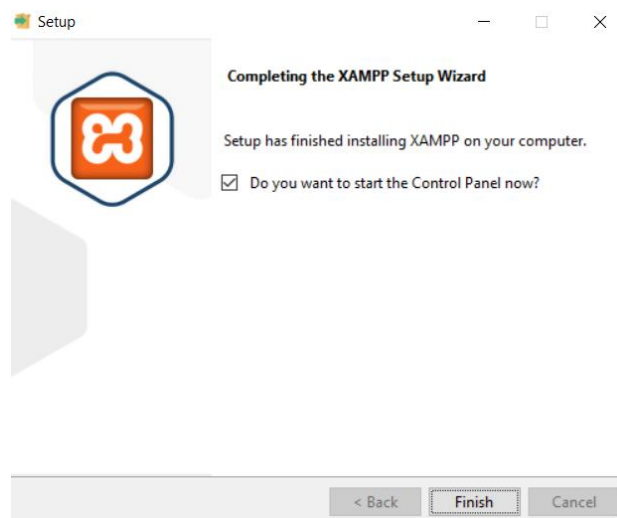 Setup
Completing the XAMPP Setup Wizard
Setup has finished installing XAMPP on your computer.
Do you want to start the Control Panel now?
< Back Finish Cancel